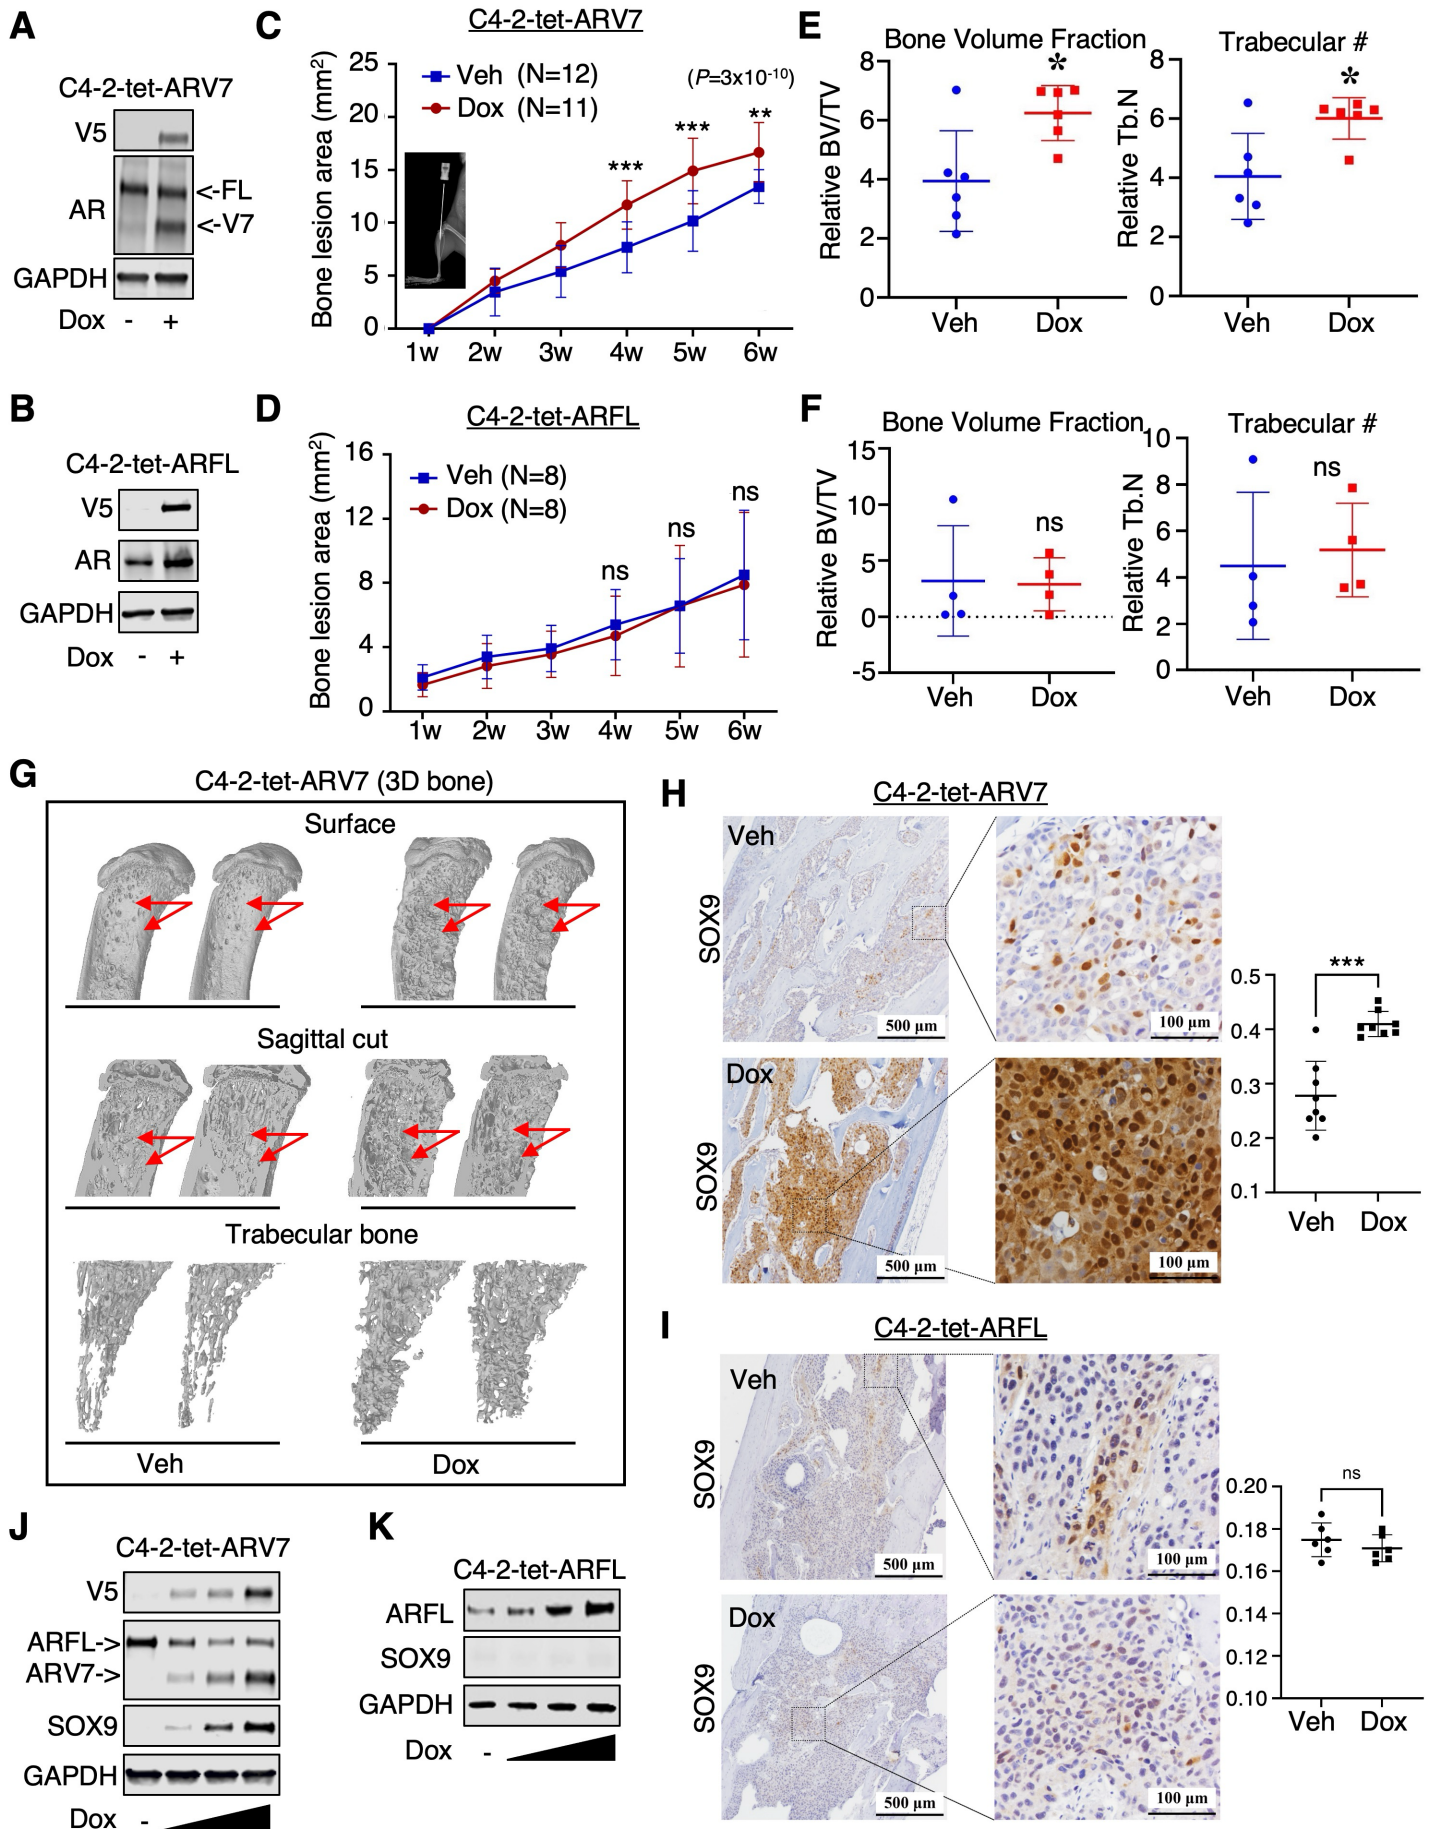 A
C4-2-tet-ARV7
V5
AR
<-FL
<-V7
GAPDH
Dox - +
B
C4-2-tet-ARFL
V5
AR
GAPDH
Dox - +
C
C4-2-tet-ARV7
Bone lesion area (mm²)
25
20
15
10
5
0
Veh (N=12)
Dox (N=11)
(P=3x10⁻¹⁰)
*** *** **
1w 2w 3w 4w 5w 6w
D
C4-2-tet-ARFL
Bone lesion area (mm²)
16
12
8
4
0
Veh (N=8)
Dox (N=8)
ns ns ns
1w 2w 3w 4w 5w 6w
E
Bone Volume Fraction
Relative BV/TV
8
6
4
2
0
*
Veh Dox
Trabecular #
Relative Tb.N
8
6
4
2
0
*
Veh Dox
F
Bone Volume Fraction
Relative BV/TV
15
10
5
0
-5
ns
Veh Dox
Trabecular #
Relative Tb.N
10
8
6
4
2
0
ns
Veh Dox
G
C4-2-tet-ARV7 (3D bone)
Surface
Sagittal cut
Trabecular bone
Veh Dox
H
C4-2-tet-ARV7
SOX9
Veh
500 µm
100 µm
SOX9
Dox
500 µm
100 µm
0.5
0.4
0.3
0.2
0.1
***
Veh Dox
I
C4-2-tet-ARFL
SOX9
Veh
500 µm
100 µm
SOX9
Dox
500 µm
100 µm
0.20
0.18
0.16
0.14
0.12
0.10
ns
Veh Dox
J
C4-2-tet-ARV7
V5
ARFL->
ARV7->
SOX9
GAPDH
Dox -
K
C4-2-tet-ARFL
ARFL
SOX9
GAPDH
Dox -